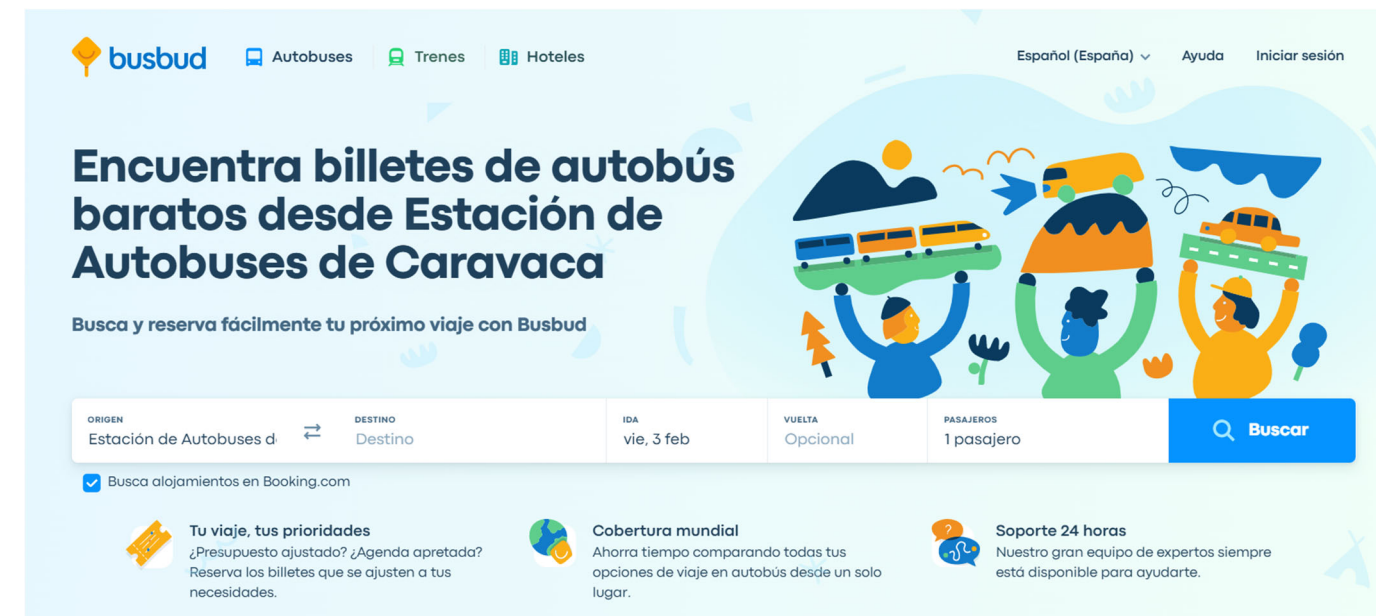 busbud
Autobuses
Trenes
Hoteles
Español (España)
Ayuda
Iniciar sesión
Encuentra billetes de autobús
baratos desde Estación de
Autobuses de Caravaca
Busca y reserva fácilmente tu próximo viaje con Busbud
ORIGEN
Estación de Autobuses d
DESTINO
Destino
IDA
vie, 3 feb
VUELTA
Opcional
PASAJEROS
1 pasajero
Buscar
Busca alojamientos en Booking.com
Tu viaje, tus prioridades
¿Presupuesto ajustado? ¿Agenda apretada?
Reserva los billetes que se ajusten a tus
necesidades.
Cobertura mundial
Ahorra tiempo comparando todas tus
opciones de viaje en autobús desde un solo
lugar.
Soporte 24 horas
Nuestro gran equipo de expertos siempre
está disponible para ayudarte.